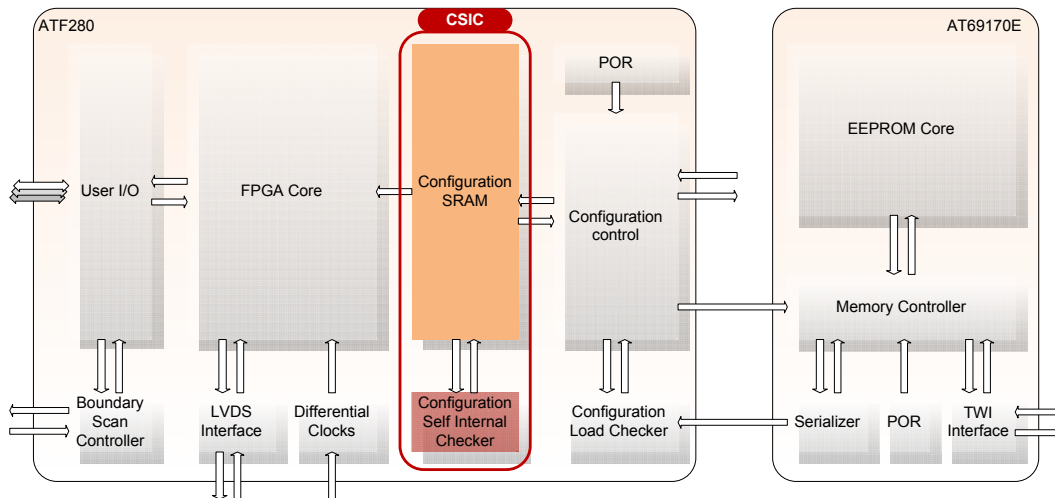 CSIC
ATF280
AT69170E
POR
EEPROM Core
User I/O
FPGA Core
Configuration
SRAM
Configuration
control
Memory Controller
Boundary
Scan
Controller
LVDS
Interface
Differential
Clocks
Configuration
Self Internal
Checker
Configuration
Load Checker
Serializer
POR
TWI
Interface